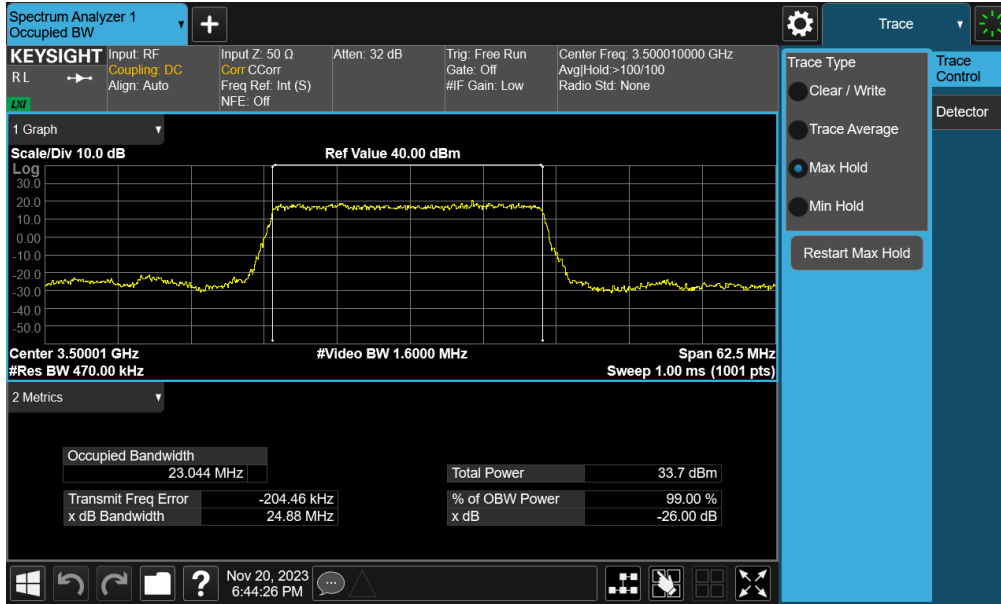 Spectrum Analyzer 1
Occupied BW
+
Trace
KEYSIGHT
R L
LXI
Input: RF
Coupling: DC
Align: Auto
Input Z: 50 Ω
Corr CCorr
Freq Ref: Int (S)
NFE: Off
Atten: 32 dB
Trig: Free Run
Gate: Off
#IF Gain: Low
Center Freq: 3.500010000 GHz
Avg|Hold:>100/100
Radio Std: None
Trace Type
Clear / Write
Trace Average
Max Hold
Min Hold
Restart Max Hold
Trace
Control
Detector
1 Graph
Scale/Div 10.0 dB
Ref Value 40.00 dBm
Log
30.0
20.0
10.0
0.00
-10.0
-20.0
-30.0
-40.0
-50.0
Center 3.50001 GHz
#Video BW 1.6000 MHz
Span 62.5 MHz
#Res BW 470.00 kHz
Sweep 1.00 ms (1001 pts)
2 Metrics
Occupied Bandwidth
23.044 MHz
Total Power 33.7 dBm
Transmit Freq Error -204.46 kHz
% of OBW Power 99.00 %
x dB Bandwidth 24.88 MHz
x dB -26.00 dB
?
Nov 20, 2023
6:44:26 PM